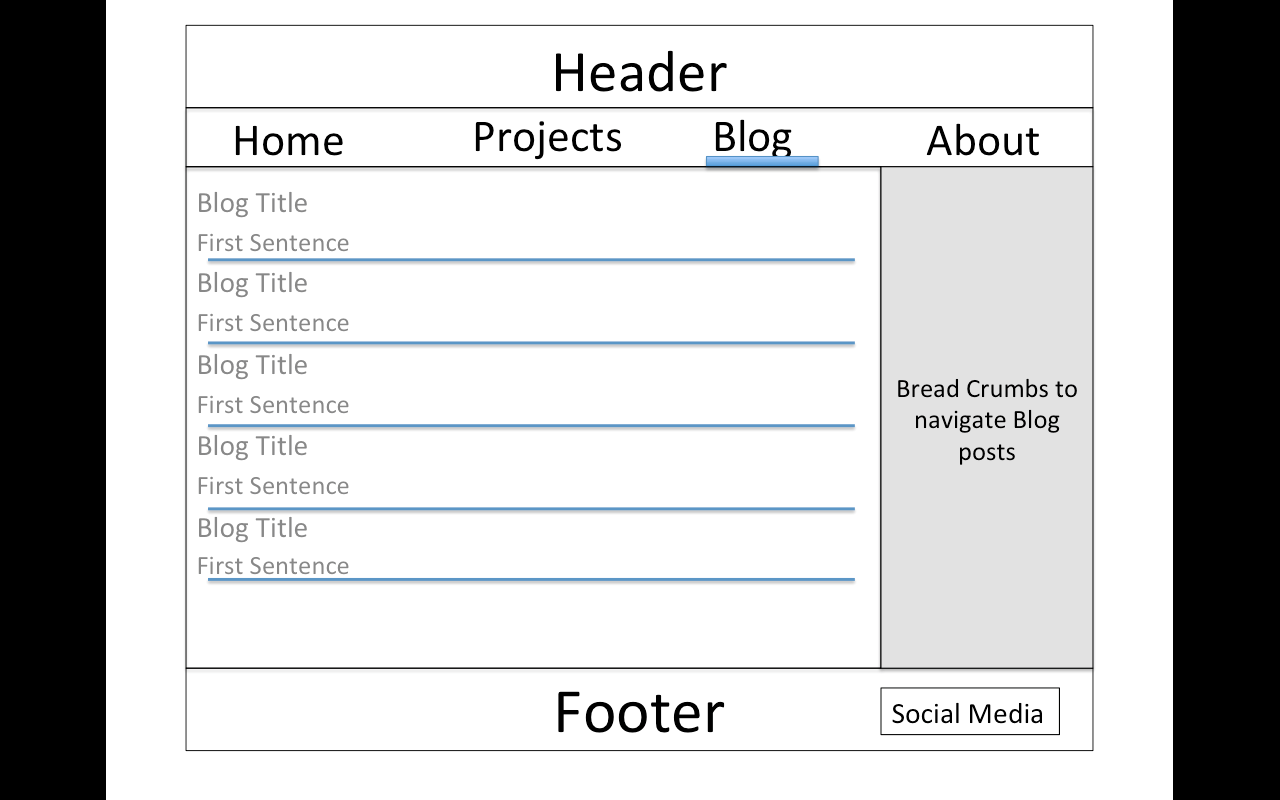 Header
Home
Projects
Blog
About
Blog Title
First Sentence
Blog Title
First Sentence
Blog Title
First Sentence
Blog Title
First Sentence
Blog Title
First Sentence
Bread Crumbs to
navigate Blog
posts
Footer
Social Media